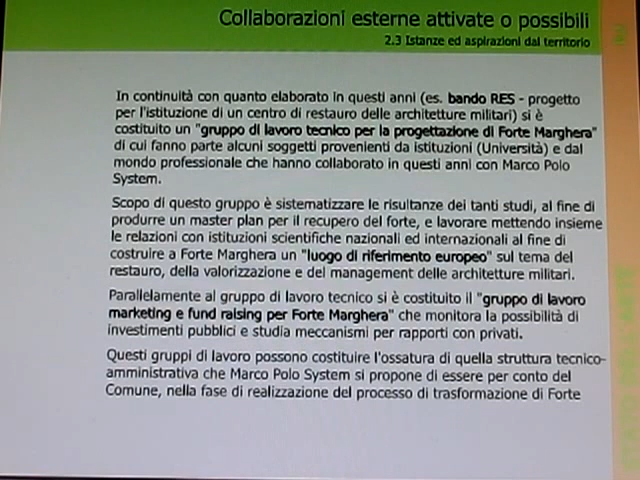 Collaborazioni esterne attivate o possibili
2.3 Istanze ed aspirazioni dal territorio
In continuità con quanto elaborato in questi anni (es. bando RES - progetto
per l'istituzione di un centro di restauro delle architetture militari) si è
costituito un "gruppo di lavoro tecnico per la progettazione di Forte Marghera"
di cui fanno parte alcuni soggetti provenienti da istituzioni (Università) e dal
mondo professionale che hanno collaborato in questi anni con Marco Polo
System.
Scopo di questo gruppo è sistematizzare le risultanze dei tanti studi, al fine di
produrre un master plan per il recupero del forte, e lavorare mettendo insieme
le relazioni con istituzioni scientifiche nazionali ed internazionali al fine di
costruire a Forte Marghera un "luogo di riferimento europeo" sul tema del
restauro, della valorizzazione e del management delle architetture militari.
Parallelamente al gruppo di lavoro tecnico si è costituito il "gruppo di lavoro
marketing e fund raising per Forte Marghera" che monitora la possibilità di
investimenti pubblici e studia meccanismi per rapporti con privati.
Questi gruppi di lavoro possono costituire l'ossatura di quella struttura tecnico-
amministrativa che Marco Polo System si propone di essere per conto del
Comune, nella fase di realizzazione del processo di trasformazione di Forte